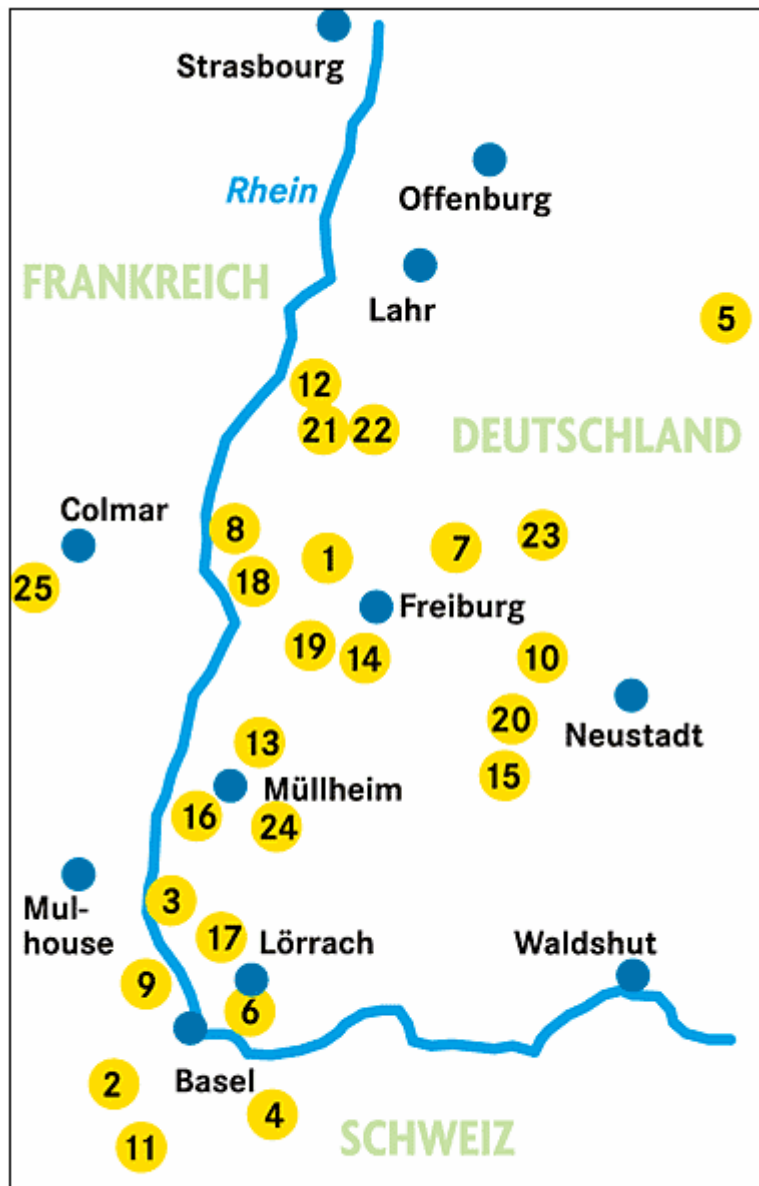 Strasbourg
Rhein
Offenburg
FRANKREICH
Lahr
5
12
DEUTSCHLAND
21
22
Colmar
8
1
7
23
25
18
Freiburg
19
14
10
20
Neustadt
13
15
Müllheim
16
24
3
Mul-
house
17
Lörrach
Waldshut
9
6
Basel
2
4
11
SCHWEIZ